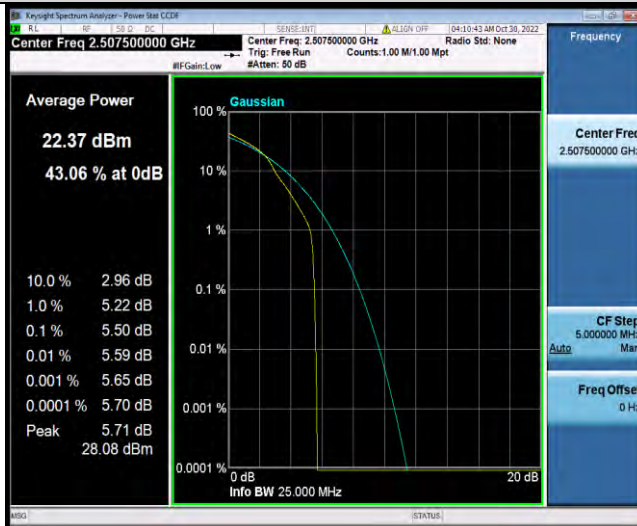 Keysight Spectrum Analyzer - Power Stat CCDF
RL RF 50 Ω DC SENSE:INT ALIGN OFF 04:10:43 AM Oct 30, 2022
Center Freq 2.507500000 GHz
Center Freq: 2.507500000 GHz Radio Std: None
Trig: Free Run Counts:1.00 M/1.00 Mpt
#IFGain:Low #Atten: 50 dB
Frequency
Average Power
22.37 dBm
43.06 % at 0dB
10.0 % 2.96 dB
1.0 % 5.22 dB
0.1 % 5.50 dB
0.01 % 5.59 dB
0.001 % 5.65 dB
0.0001 % 5.70 dB
Peak 5.71 dB
28.08 dBm
Gaussian
100 %
10 %
1 %
0.1 %
0.01 %
0.001 %
0.0001 %
0 dB 20 dB
Info BW 25.000 MHz
Center Freq
2.507500000 GHz
CF Step
5.000000 MHz
Auto Man
Freq Offse
0 Hz
MSG STATUS